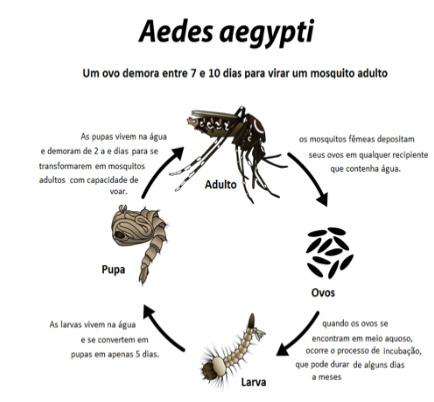 Aedes aegypti
Um ovo demora entre 7 e 10 dias para virar um mosquito adulto
As pupas vivem na água
e demoram de 2 a e dias para se
transformarem em mosquitos
adultos com capacidade de
voar.
Adulto
os mosquitos fêmeas depositam
seus ovos em qualquer recipiente
que contenha água.
Pupa
Ovos
As larvas vivem na água
e se convertem em
pupas em apenas 5 dias.
Larva
quando os ovos se
encontram em meio aquoso,
ocorre o processo de incubação,
que pode durar de alguns dias
a meses